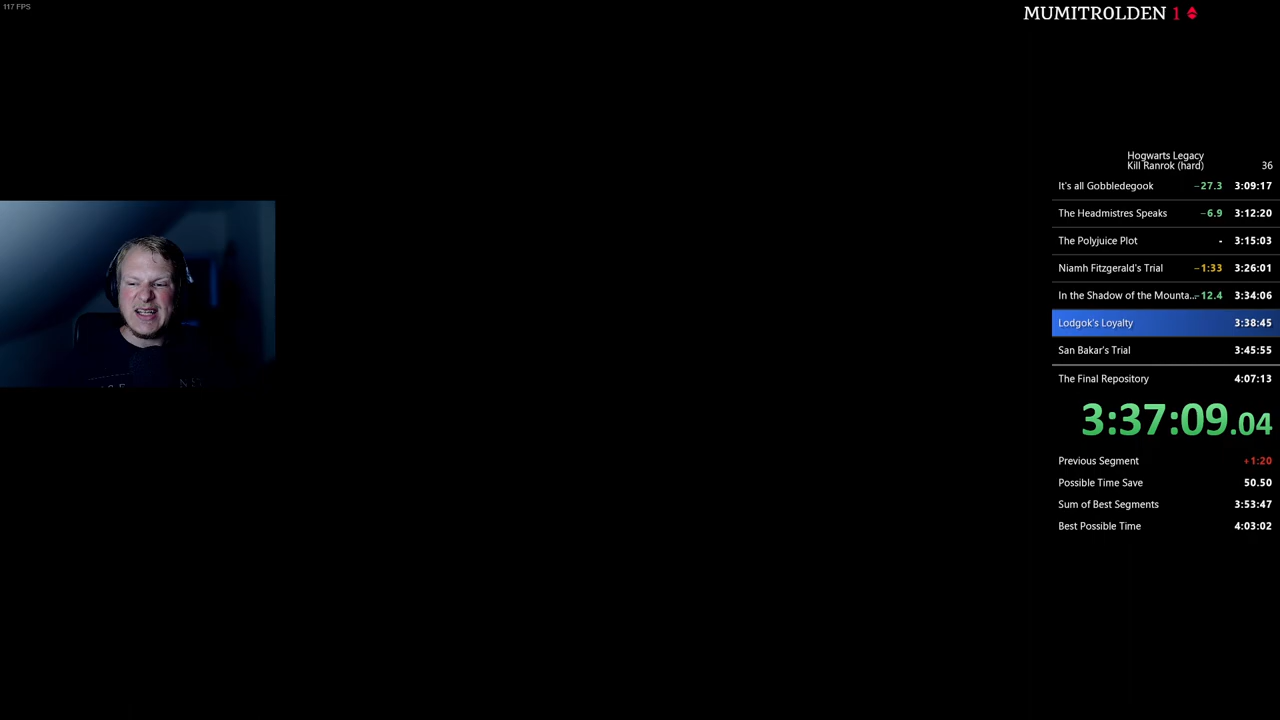 117 FPS
MUMITROLDEN 1
Hogwarts Legacy
Kill Ranrok (hard) 36
It's all Gobbledegook −27.3 3:09:17
The Headmistres Speaks −6.9 3:12:20
The Polyjuice Plot - 3:15:03
Niamh Fitzgerald's Trial −1:33 3:26:01
In the Shadow of the Mounta... −12.4 3:34:06
Lodgok's Loyalty 3:38:45
San Bakar's Trial 3:45:55
The Final Repository 4:07:13
3:37:09.04
Previous Segment +1:20
Possible Time Save 50.50
Sum of Best Segments 3:53:47
Best Possible Time 4:03:02